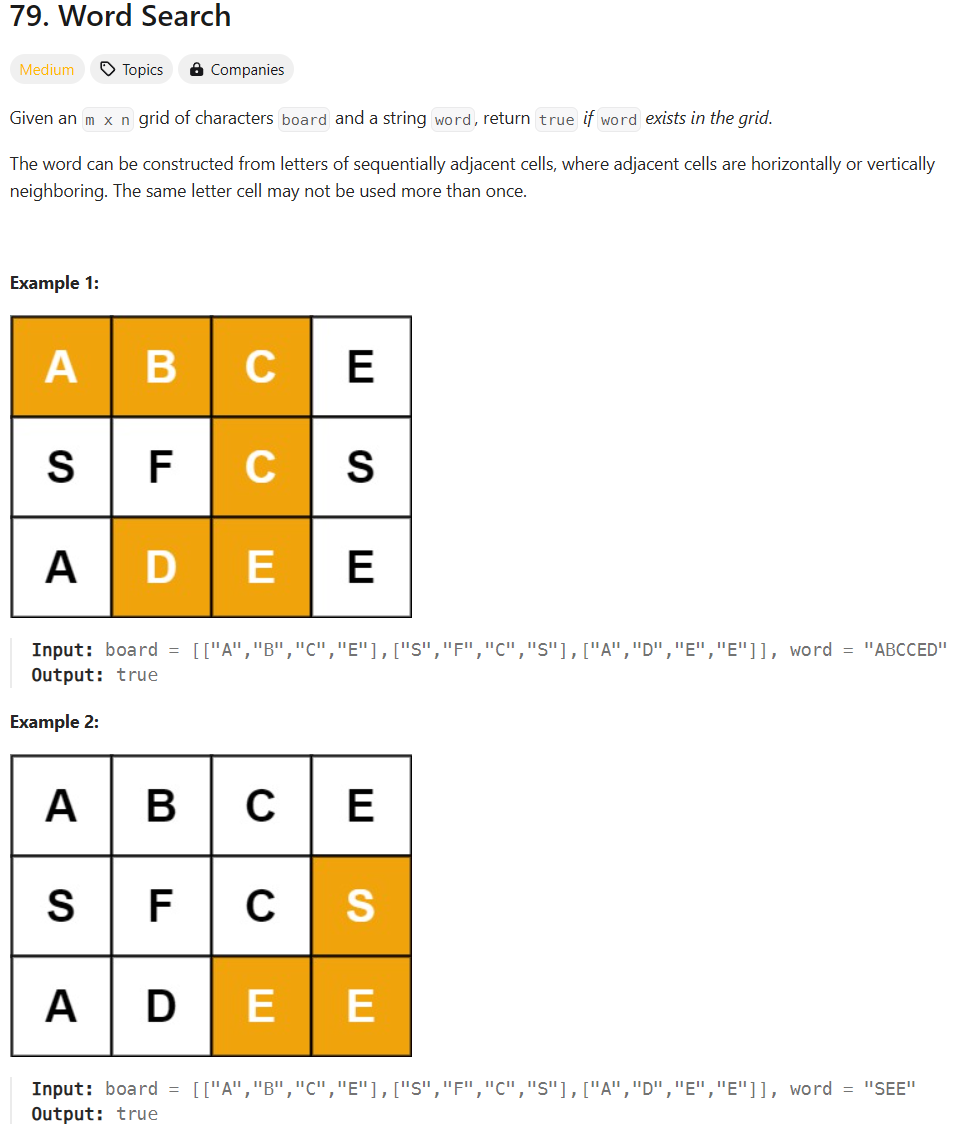 79. Word Search
Medium Topics Companies
Given an m x n grid of characters board and a string word, return true if word exists in the grid.
The word can be constructed from letters of sequentially adjacent cells, where adjacent cells are horizontally or vertically
neighboring. The same letter cell may not be used more than once.
Example 1:
A B C E
S F C S
A D E E
Input: board = [["A","B","C","E"],["S","F","C","S"],["A","D","E","E"]], word = "ABCCED"
Output: true
Example 2:
A B C E
S F C S
A D E E
Input: board = [["A","B","C","E"],["S","F","C","S"],["A","D","E","E"]], word = "SEE"
Output: true